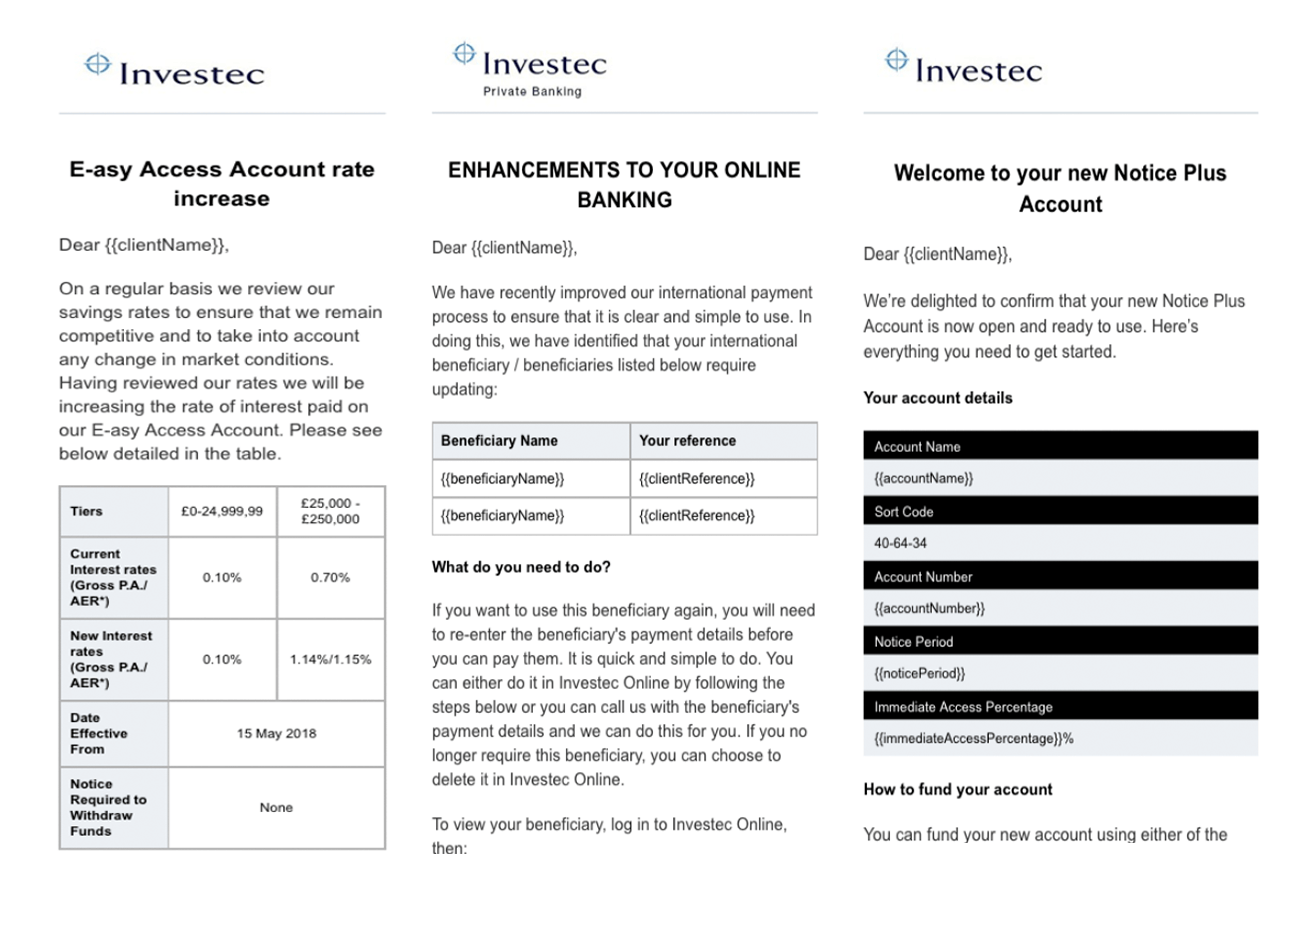 Investec
E-asy Access Account rate
increase
Dear {{clientName}},
On a regular basis we review our
savings rates to ensure that we remain
competitive and to take into account
any change in market conditions.
Having reviewed our rates we will be
increasing the rate of interest paid on
our E-asy Access Account. Please see
below detailed in the table.
Tiers
£0-24,999,99
£25,000 -
£250,000
Current
Interest rates
(Gross P.A./
AER*)
0.10%
0.70%
New Interest
rates
(Gross P.A./
AER*)
0.10%
1.14%/1.15%
Date
Effective
From
15 May 2018
Notice
Required to
Withdraw
Funds
None
Investec
Private Banking
ENHANCEMENTS TO YOUR ONLINE
BANKING
Dear {{clientName}},
We have recently improved our international payment
process to ensure that it is clear and simple to use. In
doing this, we have identified that your international
beneficiary / beneficiaries listed below require
updating:
Beneficiary Name
Your reference
{{beneficiaryName}}
{{clientReference}}
{{beneficiaryName}}
{{clientReference}}
What do you need to do?
If you want to use this beneficiary again, you will need
to re-enter the beneficiary's payment details before
you can pay them. It is quick and simple to do. You
can either do it in Investec Online by following the
steps below or you can call us with the beneficiary's
payment details and we can do this for you. If you no
longer require this beneficiary, you can choose to
delete it in Investec Online.
To view your beneficiary, log in to Investec Online,
then:
Investec
Welcome to your new Notice Plus
Account
Dear {{clientName}},
We’re delighted to confirm that your new Notice Plus
Account is now open and ready to use. Here’s
everything you need to get started.
Your account details
Account Name
{{accountName}}
Sort Code
40-64-34
Account Number
{{accountNumber}}
Notice Period
{{noticePeriod}}
Immediate Access Percentage
{{immediateAccessPercentage}}%
How to fund your account
You can fund your new account using either of the